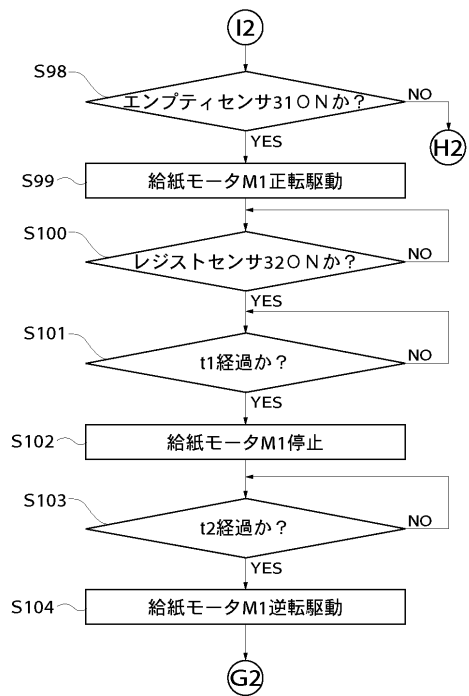 I2
S98
エンプティセンサ31ONか?
NO
YES
H2
S99
給紙モータM1正転駆動
S100
レジストセンサ32ONか?
NO
YES
S101
t1経過か?
NO
YES
S102
給紙モータM1停止
S103
t2経過か?
NO
YES
S104
給紙モータM1逆転駆動
G2